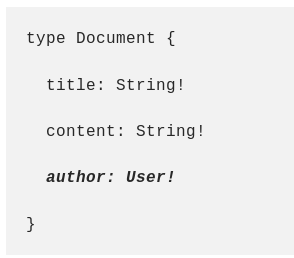 type Document {
title: String!
content: String!
author: User!
}